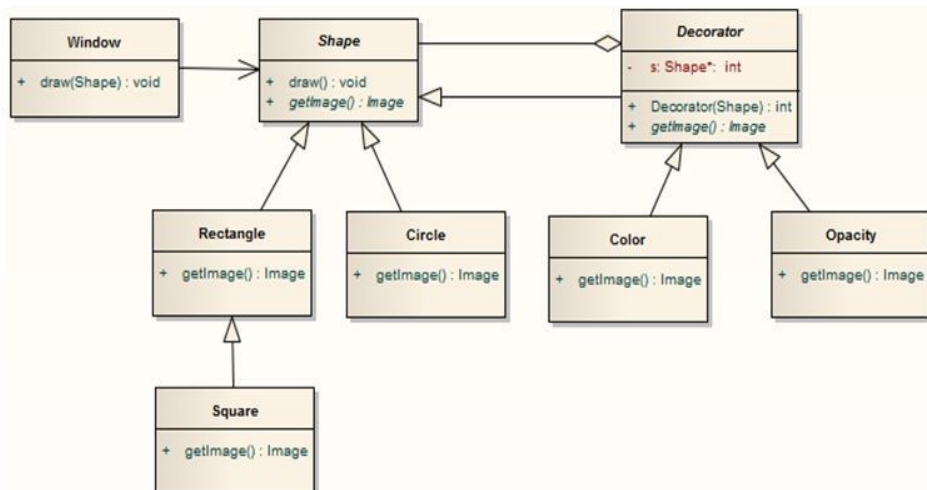 Window
+ draw(Shape) : void
Shape
+ draw() : void
+ getImage() : Image
Decorator
- s: Shape*: int
+ Decorator(Shape) : int
+ getImage() : Image
Rectangle
+ getImage() : Image
Circle
+ getImage() : Image
Color
+ getImage() : Image
Opacity
+ getImage() : Image
Square
+ getImage() : Image